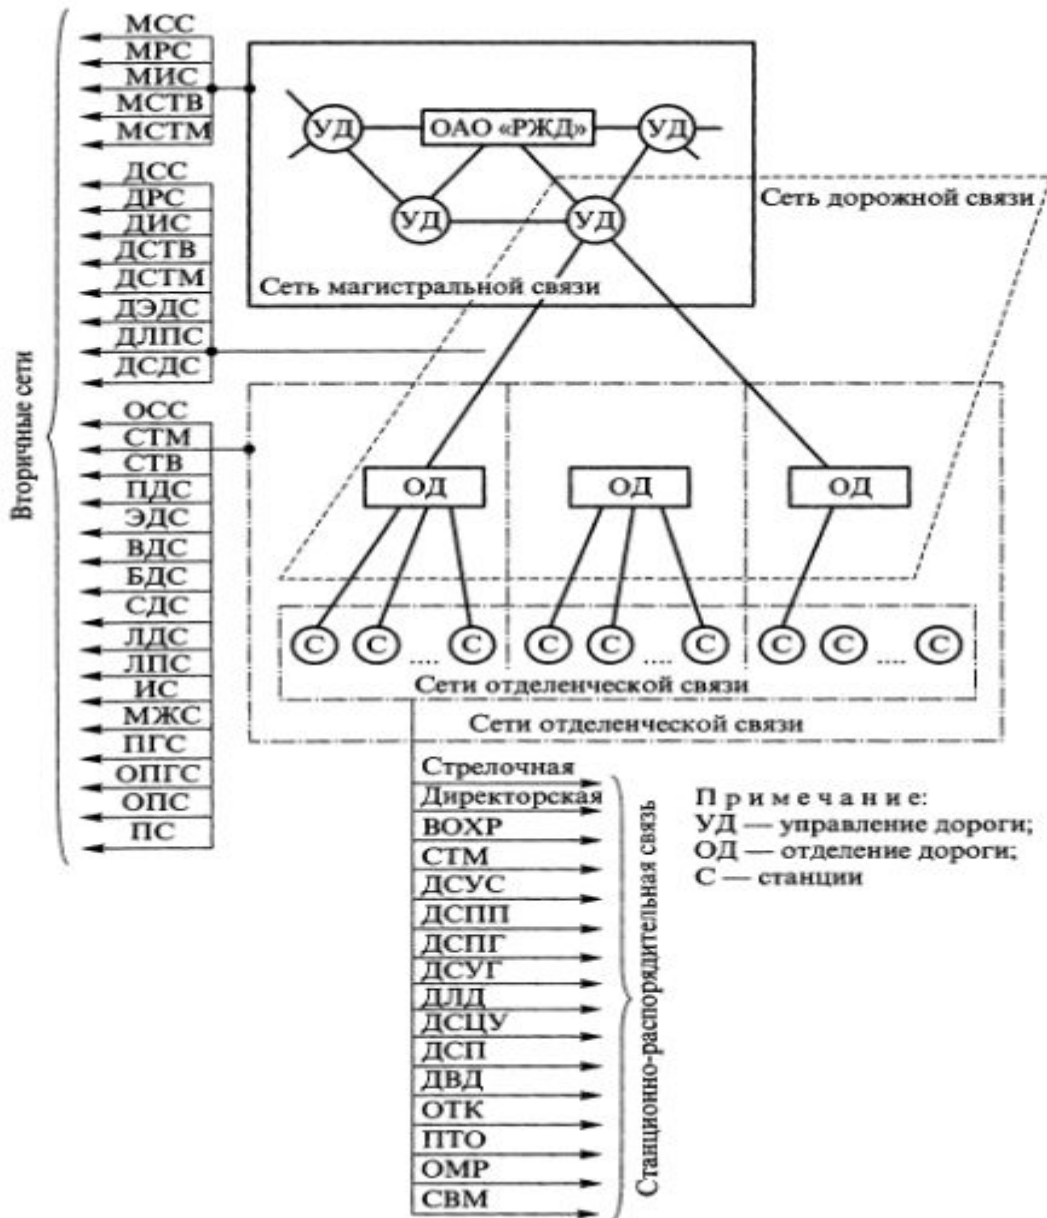 МСС
МРС
МИС
МСТВ
МСТМ
ДСС
ДРС
ДИС
ДСТВ
ДСТМ
ДЭДС
ДЛПС
ДСДС
ОСС
СТМ
СТВ
ПДС
ЭДС
ВДС
БДС
СДС
ЛДС
ЛПС
ИС
МЖС
ПГС
ОПГС
ОПС
ПС
Вторичные сети
УД
ОАО «РЖД»
УД
УД
УД
Сеть дорожной связи
Сеть магистральной связи
ОД
ОД
ОД
С
С
....
С
С
С
....
С
С
С
....
С
Сети отделенческой связи
Сети отделенческой связи
Стрелочная
Директорская
ВОХР
СТМ
ДСУС
ДСПП
ДСПГ
ДСУГ
ДЛД
ДСЦУ
ДСП
ДВД
ОТК
ПТО
ОМР
СВМ
Станционно-распорядительная связь
Примечание:
УД — управление дороги;
ОД — отделение дороги;
С — станции